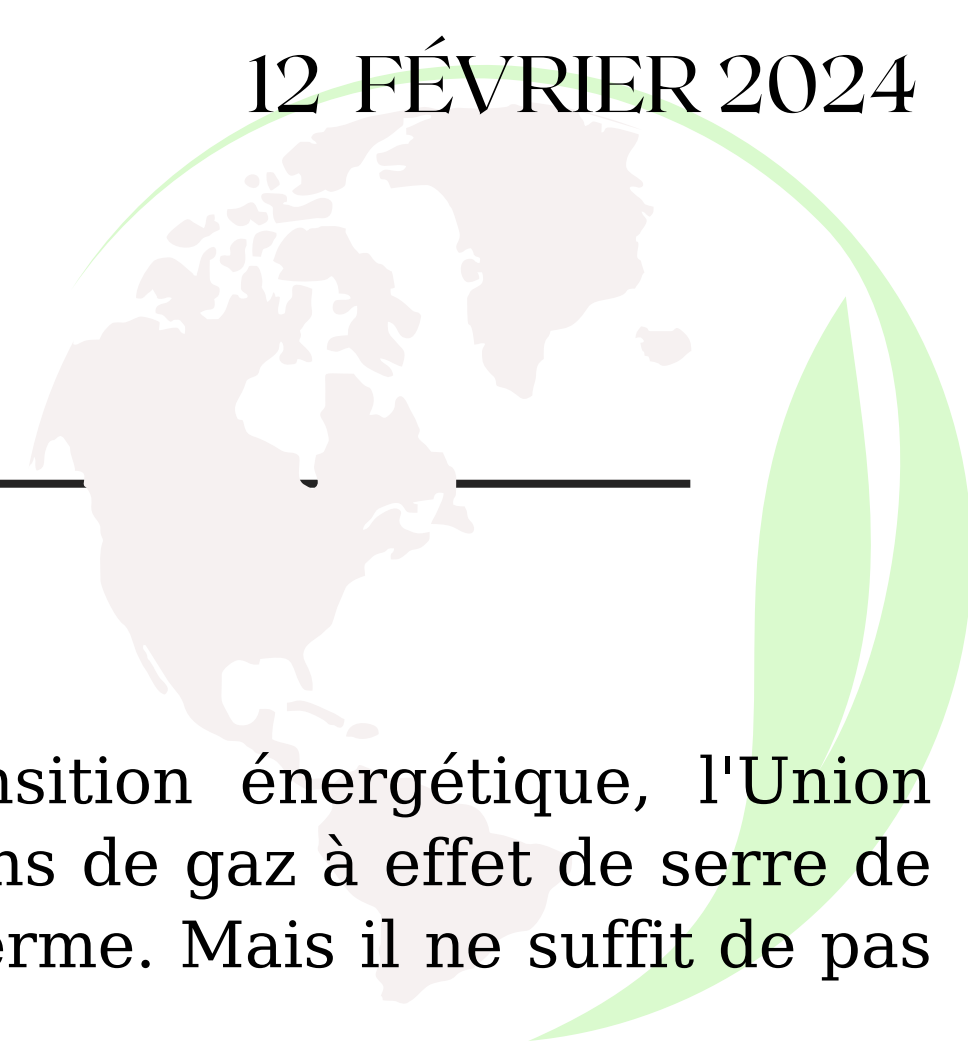 12 FÉVRIER 2024
nsition énergétique, l'Union
ns de gaz à effet de serre de
erme. Mais il ne suffit de pas